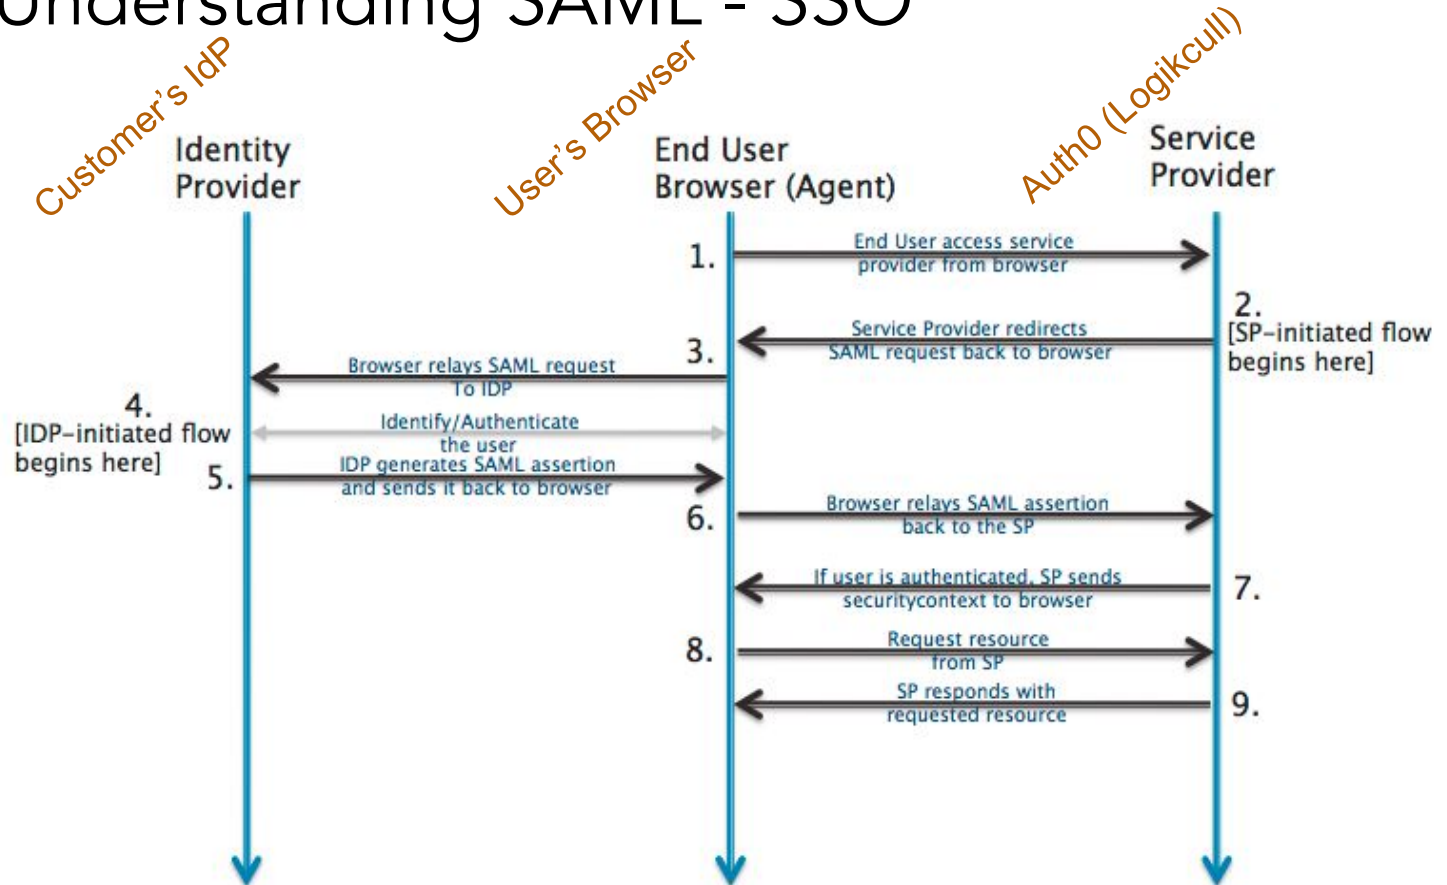 Understanding SAML - SSO
Customer's IdP
User's Browser
Auth0 (Logikcull)
Identity
Provider
End User
Browser (Agent)
Service
Provider
1.
End User access service
provider from browser
2.
[SP-initiated flow
begins here]
Service Provider redirects
SAML request back to browser
3.
Browser relays SAML request
To IDP
4.
[IDP-initiated flow
begins here]
Identify/Authenticate
the user
5.
IDP generates SAML assertion
and sends it back to browser
6.
Browser relays SAML assertion
back to the SP
If user is authenticated, SP sends
securitycontext to browser
7.
8.
Request resource
from SP
SP responds with
requested resource
9.